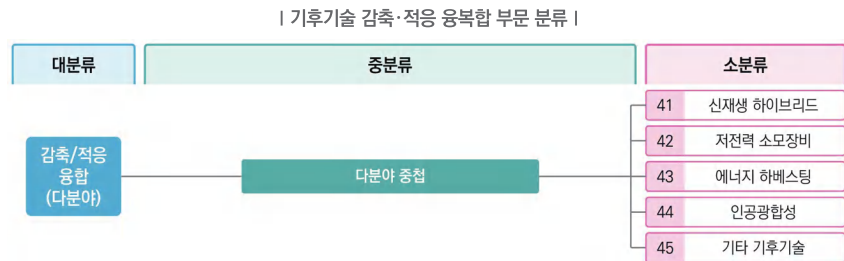 | 기후기술 감축·적응 융복합 부문 분류 |
대분류 중분류 소분류
감축/적응
융합
(다분야)
다분야 중첩
41 신재생 하이브리드
42 저전력 소모장비
43 에너지 하베스팅
44 인공광합성
45 기타 기후기술